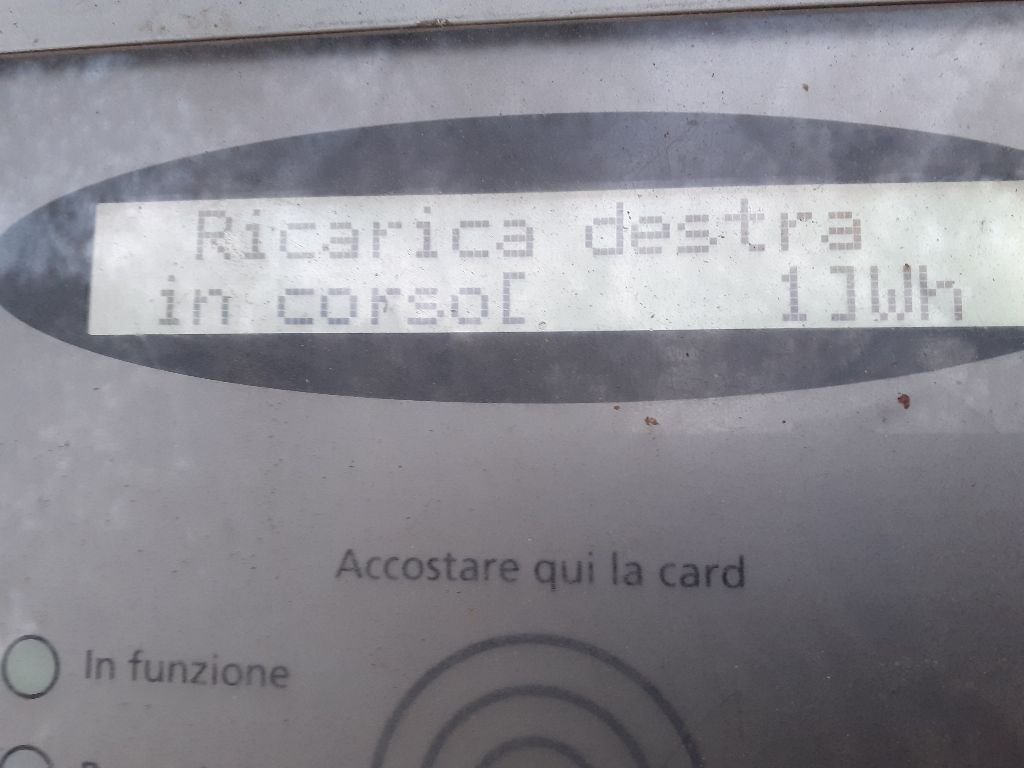 Ricarica destra
in corso[ 1]Wh
Accostare qui la card
In funzione